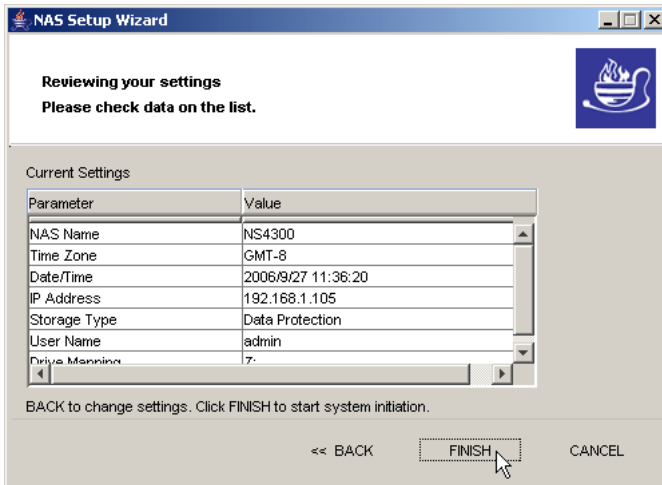 NAS Setup Wizard
Reviewing your settings
Please check data on the list.
Current Settings
Parameter Value
NAS Name NS4300
Time Zone GMT-8
Date/Time 2006/9/27 11:36:20
IP Address 192.168.1.105
Storage Type Data Protection
User Name admin
Drive Mapping Z:
BACK to change settings. Click FINISH to start system initiation.
<< BACK FINISH CANCEL